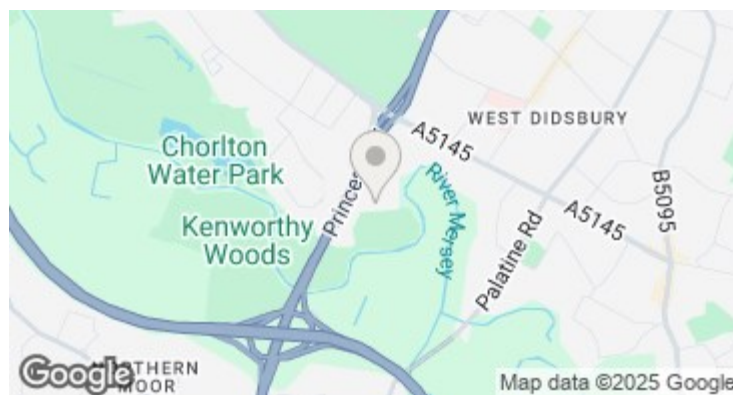 WEST DIDSBURY
A5145
Chorlton
Water Park
Princes
River Mersey
B5095
Kenworthy
Woods
A5145
Palatine Rd
Google
MOOR
Map data ©2025 Google